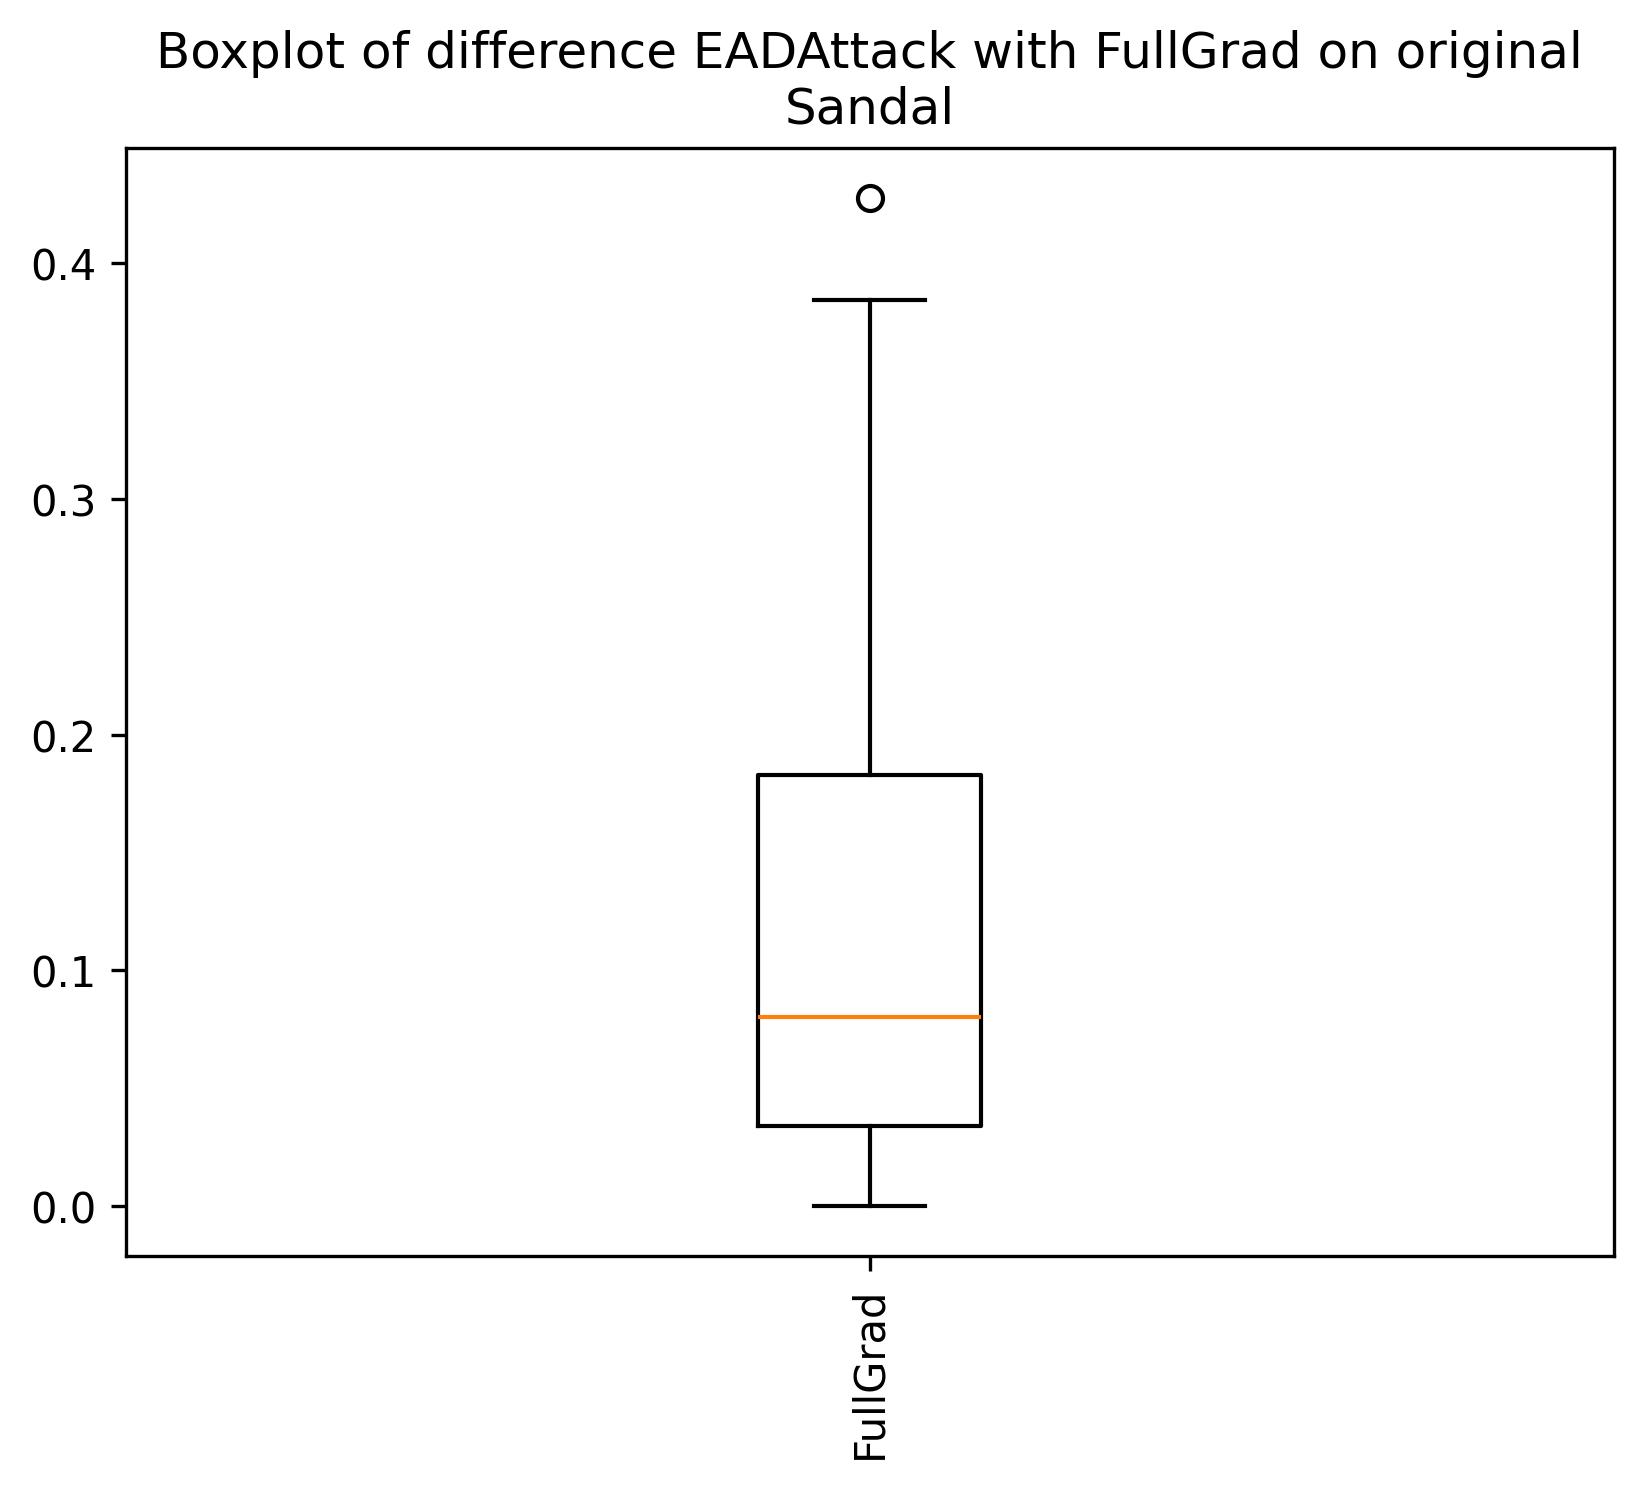 Boxplot of difference EADAttack with FullGrad on original
Sandal
0.4
0.3
0.2
0.1
0.0
FullGrad